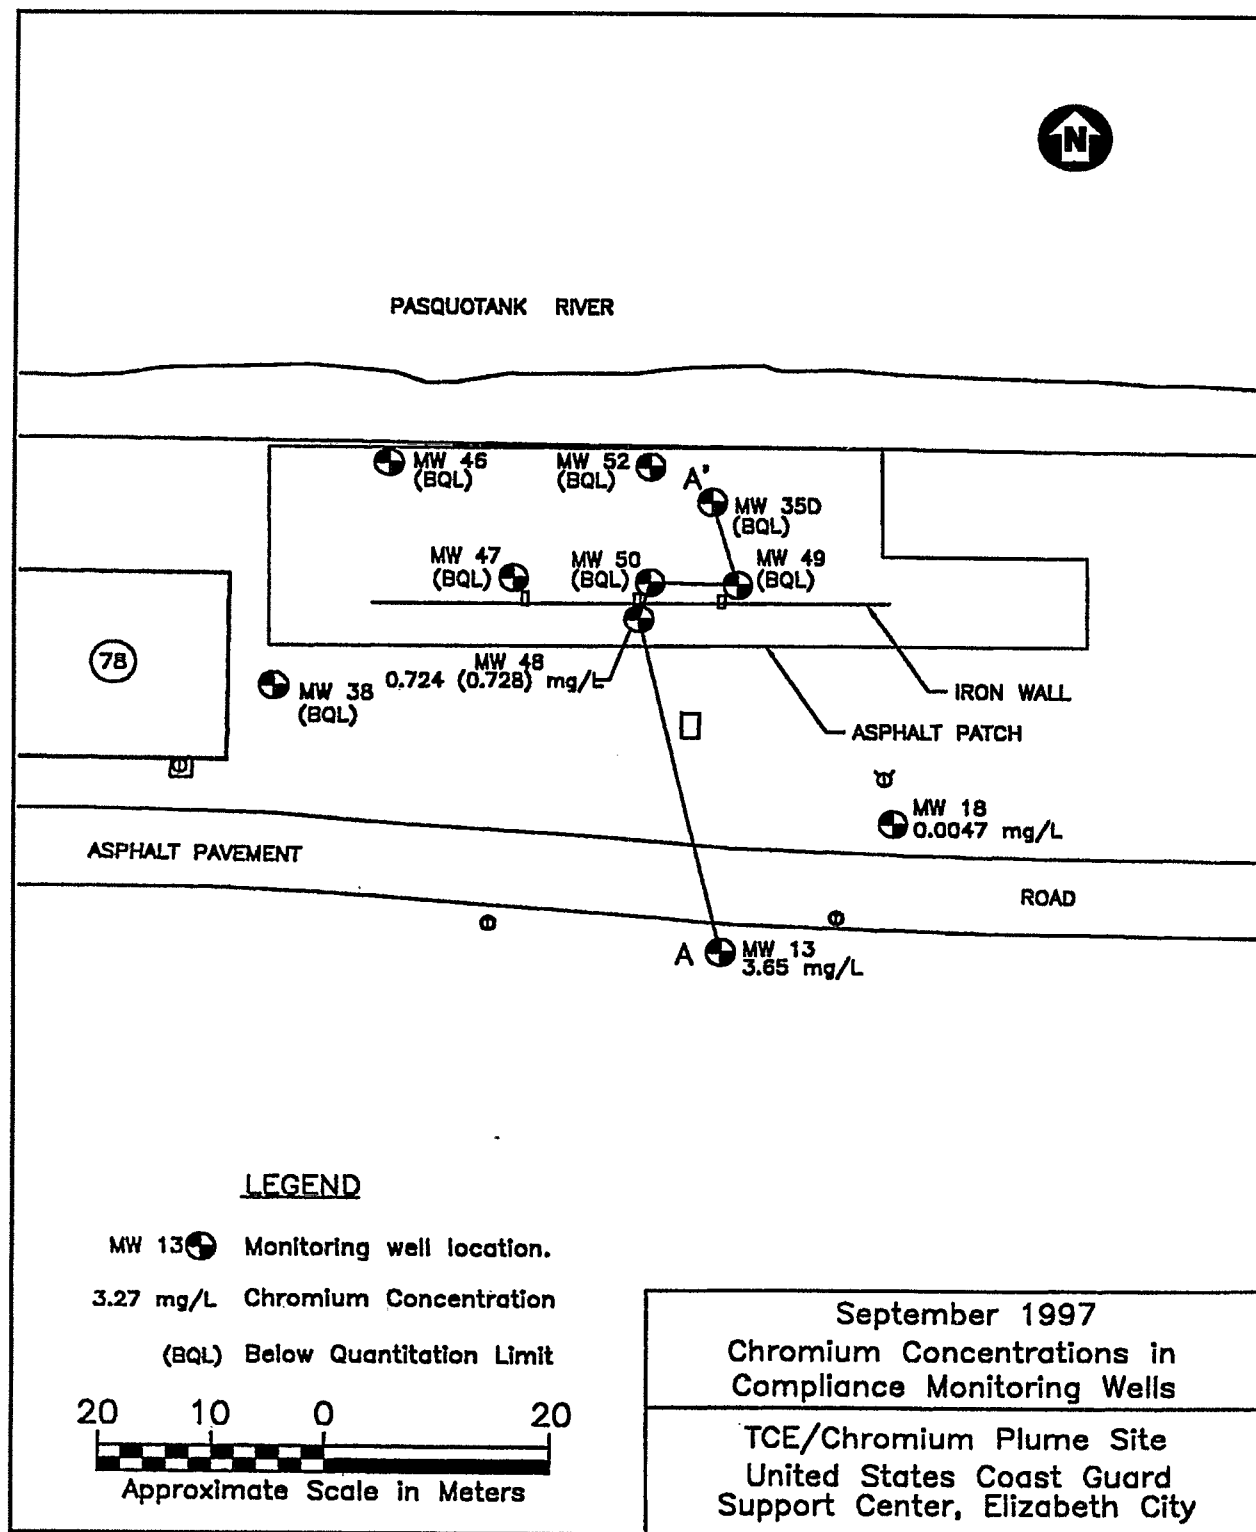 N
PASQUOTANK RIVER
MW 46
(BQL)
MW 52
(BQL)
A'
MW 35D
(BQL)
MW 47
(BQL)
MW 50
(BQL)
MW 49
(BQL)
78
MW 48
0.724 (0.728) mg/L
MW 38
(BQL)
IRON WALL
ASPHALT PATCH
MW 18
0.0047 mg/L
ASPHALT PAVEMENT
ROAD
A
MW 13
3.65 mg/L
LEGEND
MW 13 Monitoring well location.
3.27 mg/L Chromium Concentration
(BQL) Below Quantitation Limit
20 10 0 20
Approximate Scale in Meters
September 1997
Chromium Concentrations in
Compliance Monitoring Wells
TCE/Chromium Plume Site
United States Coast Guard
Support Center, Elizabeth City